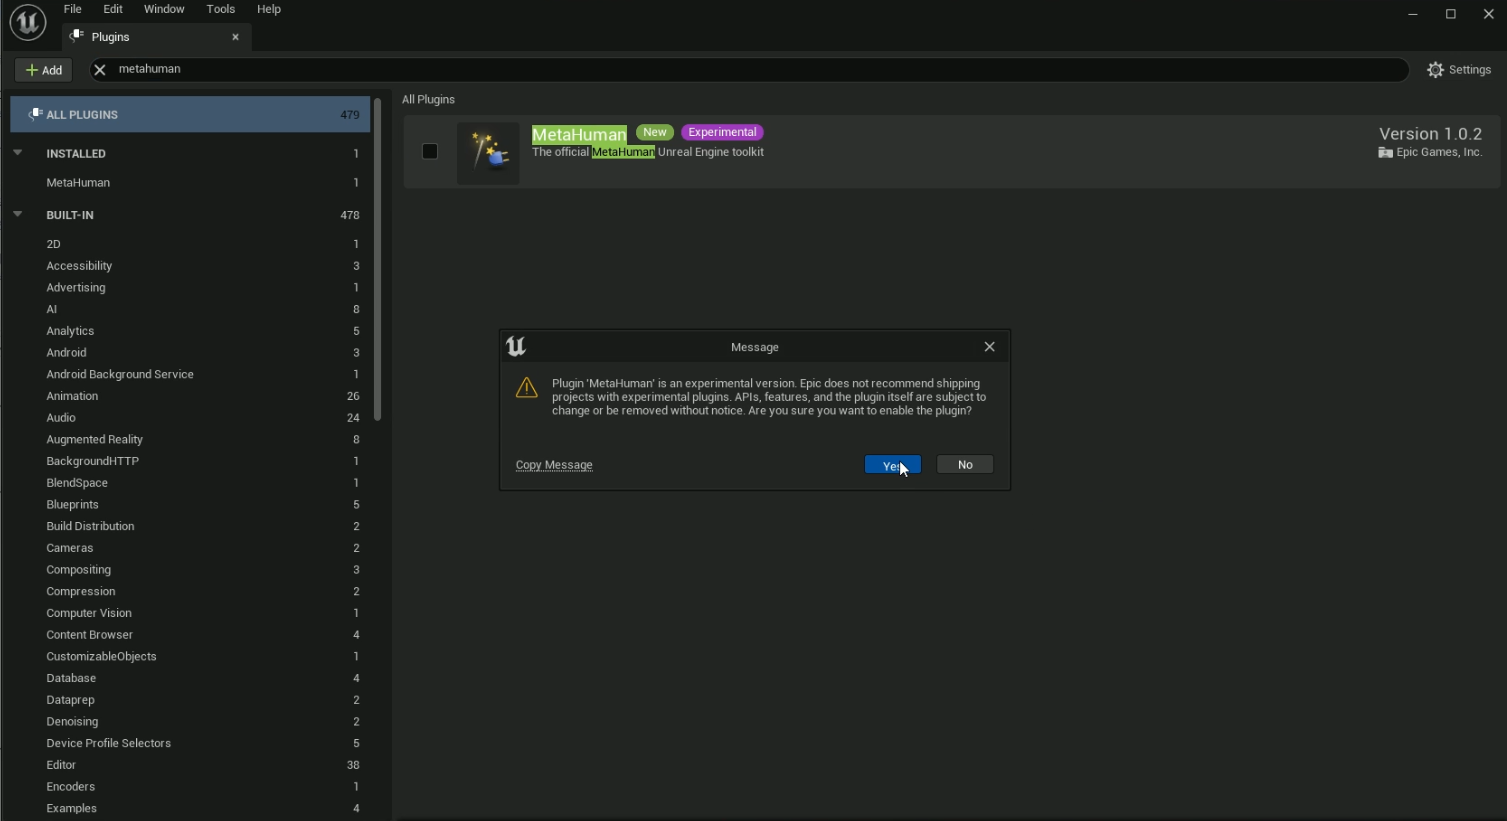 File Edit Window Tools Help
Plugins
Add
metahuman
Settings
ALL PLUGINS 479
INSTALLED 1
MetaHuman 1
BUILT-IN 478
2D 1
Accessibility 3
Advertising 1
AI 8
Analytics 5
Android 3
Android Background Service 1
Animation 26
Audio 24
Augmented Reality 8
BackgroundHTTP 1
BlendSpace 1
Blueprints 5
Build Distribution 2
Cameras 2
Compositing 3
Compression 2
Computer Vision 1
Content Browser 4
CustomizableObjects 1
Database 4
Dataprep 2
Denoising 2
Device Profile Selectors 5
Editor 38
Encoders 1
Examples 4
All Plugins
MetaHuman New Experimental
The official MetaHuman Unreal Engine toolkit
Version 1.0.2
Epic Games, Inc.
Message
Plugin 'MetaHuman' is an experimental version. Epic does not recommend shipping
projects with experimental plugins. APIs, features, and the plugin itself are subject to
change or be removed without notice. Are you sure you want to enable the plugin?
Copy Message
Yes
No